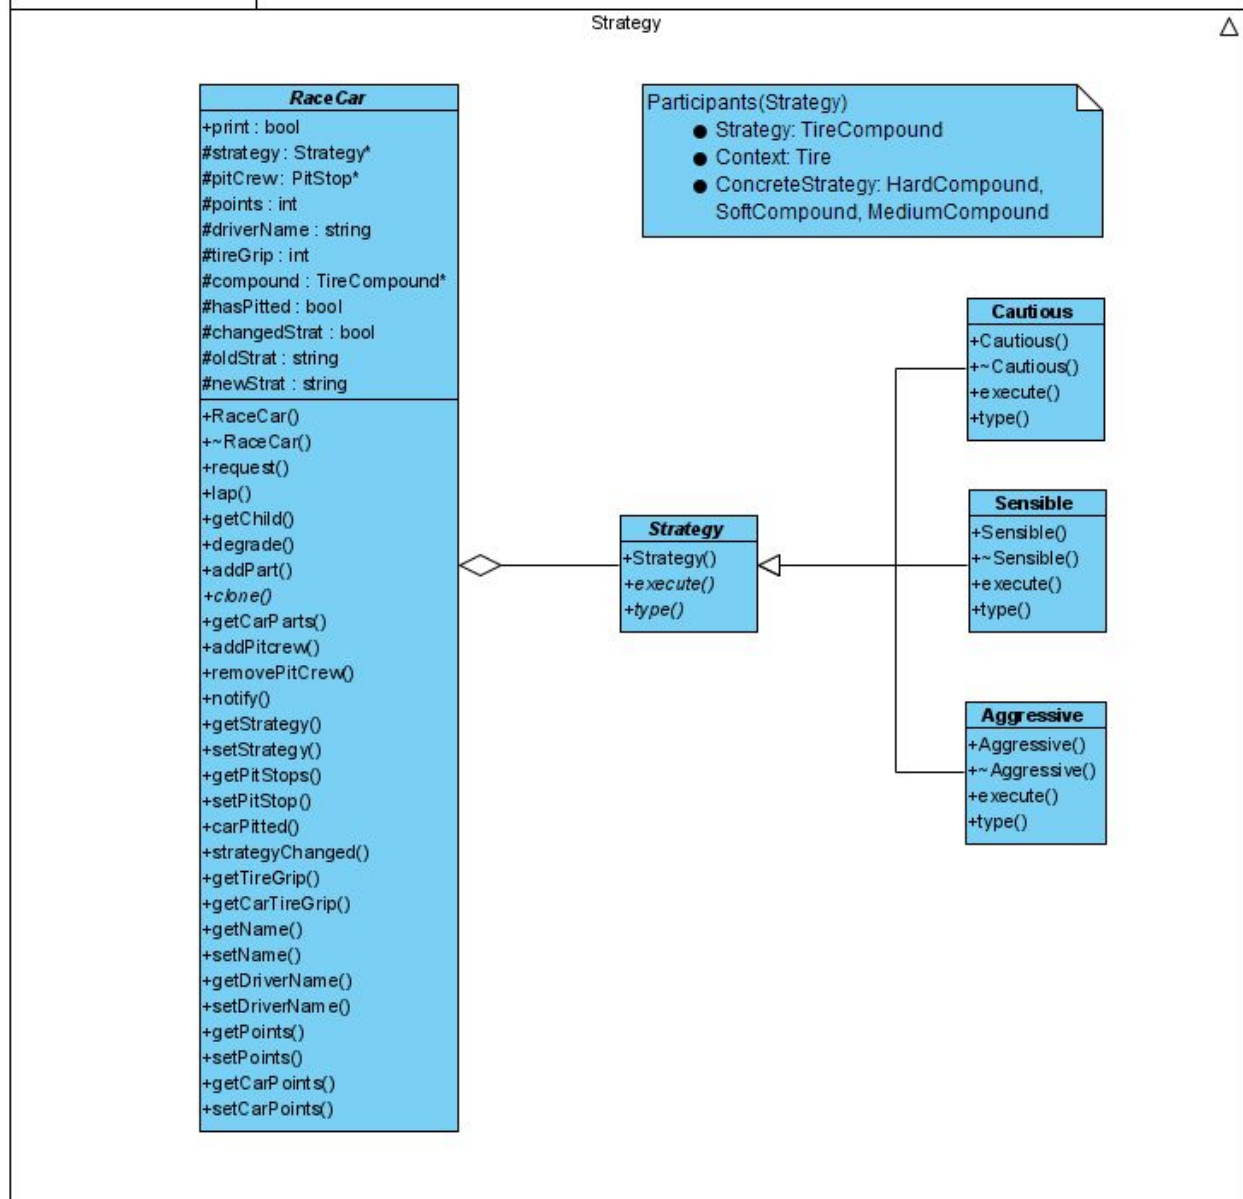 Strategy
RaceCar
+print : bool
#strategy : Strategy*
#pitCrew : PitStop*
#points : int
#driverName : string
#tireGrip : int
#compound : TireCompound*
#hasPitted : bool
#changedStrat : bool
#oldStrat : string
#newStrat : string
+RaceCar()
+~RaceCar()
+request()
+lap()
+getChild()
+degrade()
+addPart()
+clone()
+getCarParts()
+addPitcrew()
+removePitCrew()
+notify()
+getStrategy()
+setStrategy()
+getPitStops()
+setPitStop()
+carPitted()
+strategyChanged()
+getTireGrip()
+getCarTireGrip()
+getName()
+setName()
+getDriverName()
+setDriverName()
+getPoints()
+setPoints()
+getCarPoints()
+setCarPoints()
Participants(Strategy)
● Strategy: TireCompound
● Context: Tire
● ConcreteStrategy: HardCompound,
SoftCompound, MediumCompound
Strategy
+Strategy()
+execute()
+type()
Cautious
+Cautious()
+~Cautious()
+execute()
+type()
Sensible
+Sensible()
+~Sensible()
+execute()
+type()
Aggressive
+Aggressive()
+~Aggressive()
+execute()
+type()